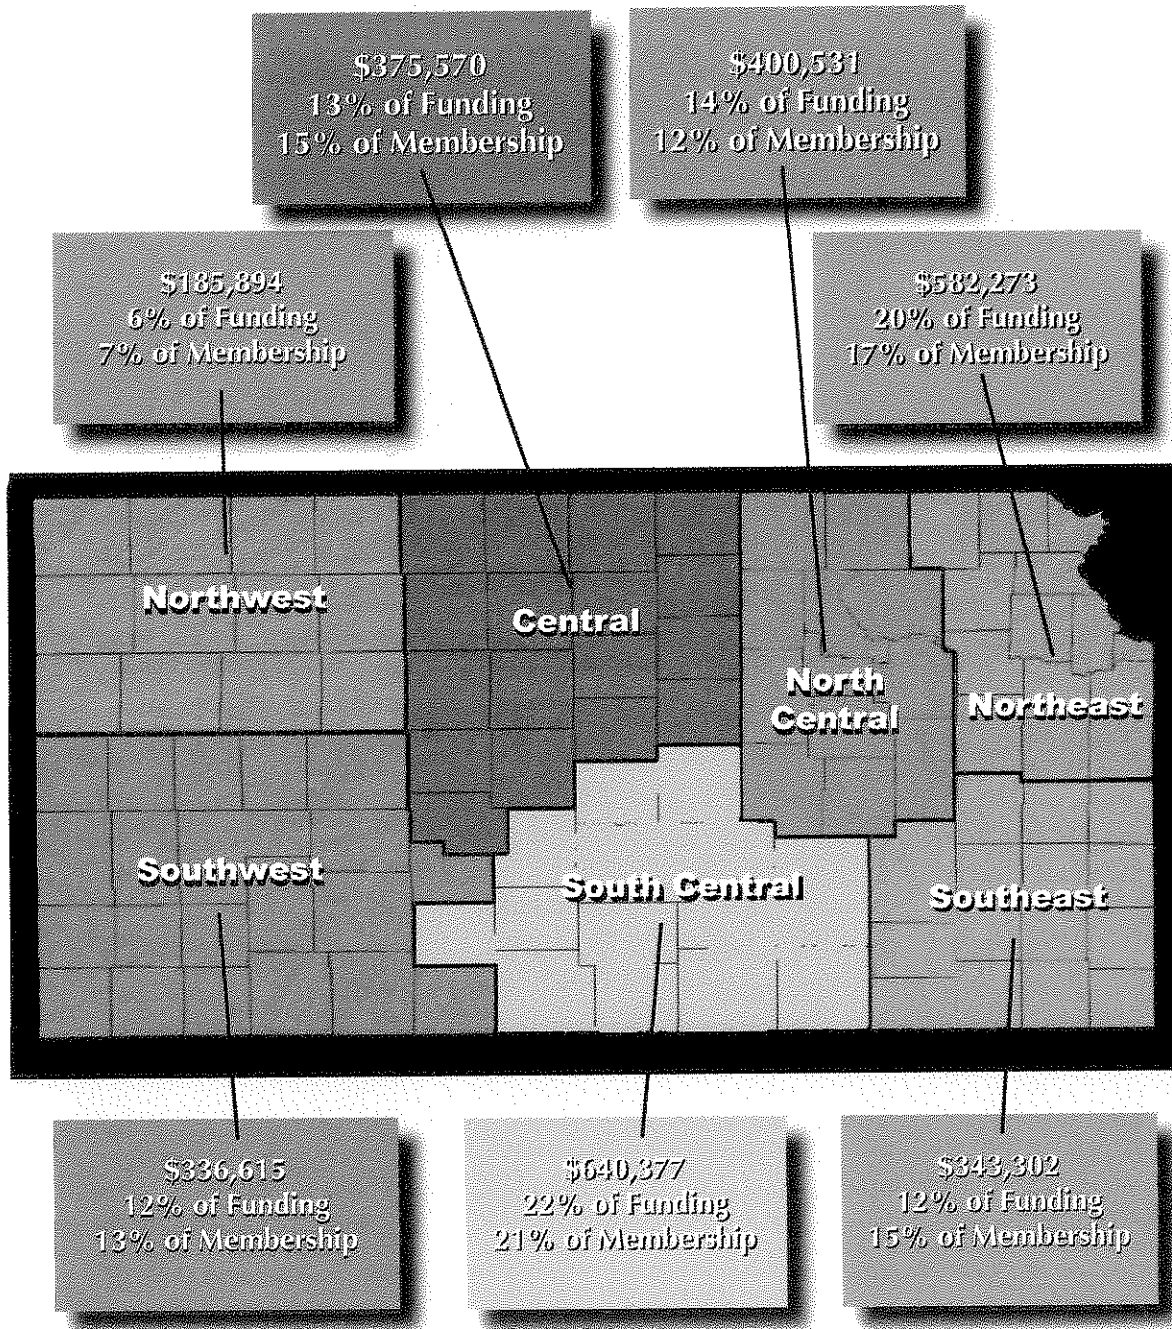 $375,570
13% of Funding
15% of Membership
$400,531
14% of Funding
12% of Membership
$185,894
6% of Funding
7% of Membership
$582,273
20% of Funding
17% of Membership
Northwest
Central
North
Central
Northeast
Southwest
South Central
Southeast
$336,615
12% of Funding
13% of Membership
$640,377
22% of Funding
21% of Membership
$343,302
12% of Funding
15% of Membership